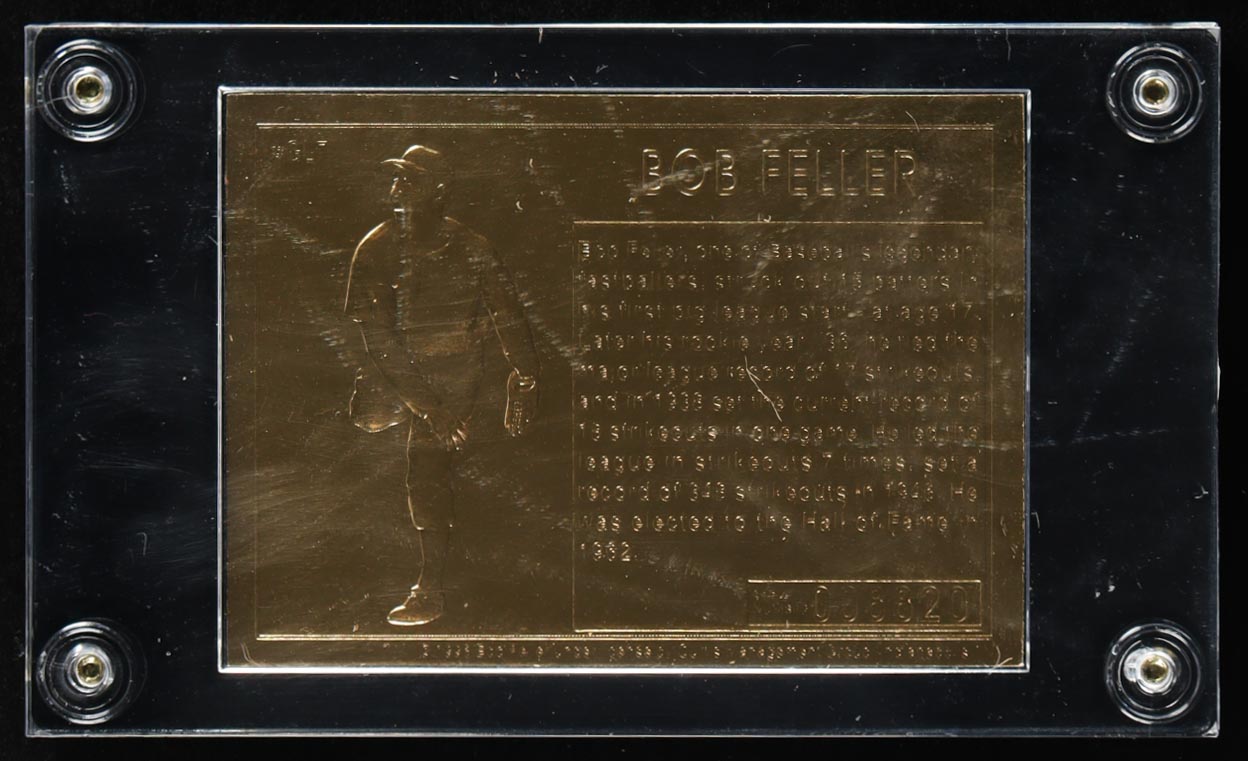 BOB FELLER
Bob Feller, one of Baseball's legendary
fastballers, struck out 15 batters in
his first big league start - at age 17.
Later his rookie year, '36, he tied the
major league record of 17 strikeouts,
and in 1938 set the current record of
18 strikeouts in one game. He led the
league in strikeouts 7 times, set a
record of 348 strikeouts in 1946. He
was elected to the Hall of Fame in
1962.